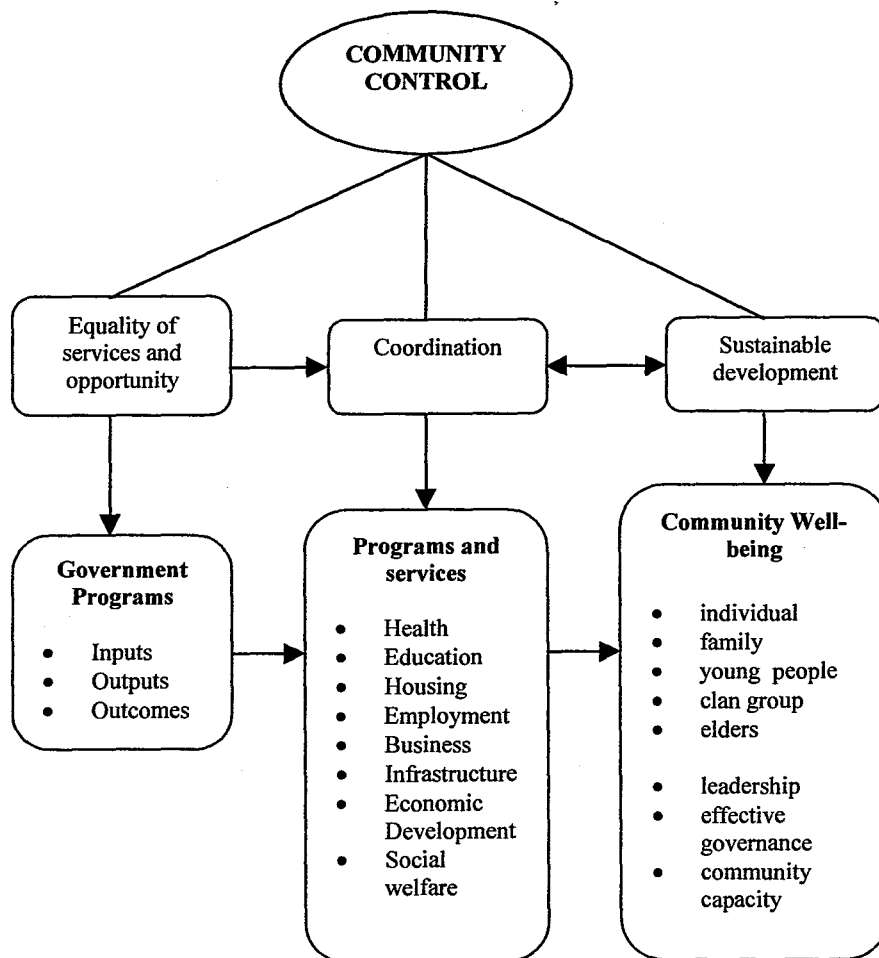 COMMUNITY
CONTROL
Equality of
services and
opportunity
Coordination
Sustainable
development
Government
Programs
• Inputs
• Outputs
• Outcomes
Programs and
services
• Health
• Education
• Housing
• Employment
• Business
• Infrastructure
• Economic
Development
• Social
welfare
Community Well-
being
• individual
• family
• young people
• clan group
• elders
• leadership
• effective
governance
• community
capacity